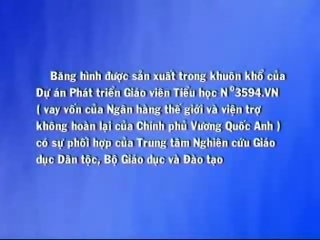 Băng hình được sản xuất trong khuôn khổ của
Dự án Phát triển Giáo viên Tiểu học N⁰3594.VN
( vay vốn của Ngân hàng thế giới và viện trợ
không hoàn lại của Chính phủ Vương Quốc Anh )
có sự phối hợp của Trung tâm Nghiên cứu Giáo
dục Dân tộc, Bộ Giáo dục và Đào tạo